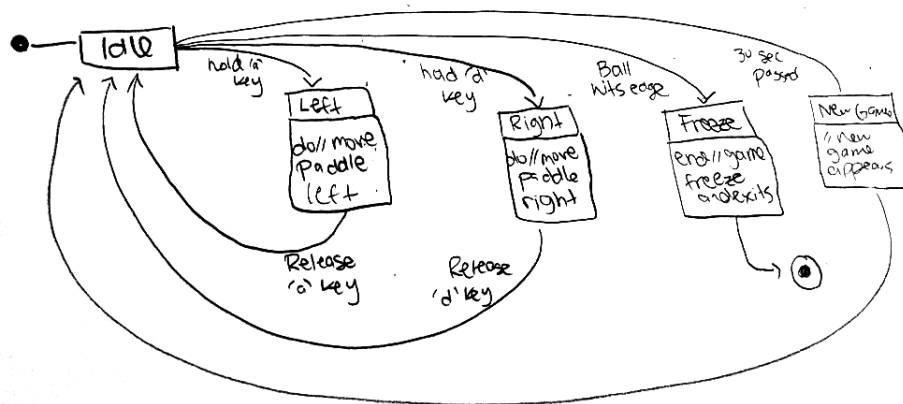 Idle
hold 'a'
key
hold 'd'
key
Ball
hits edge
30 sec
passed
Left
do// move
paddle
left
Right
do// move
paddle
right
Freeze
end// game
freeze
and exits
New Game
// new
game
appears
Release
'a' key
Release
'd' key